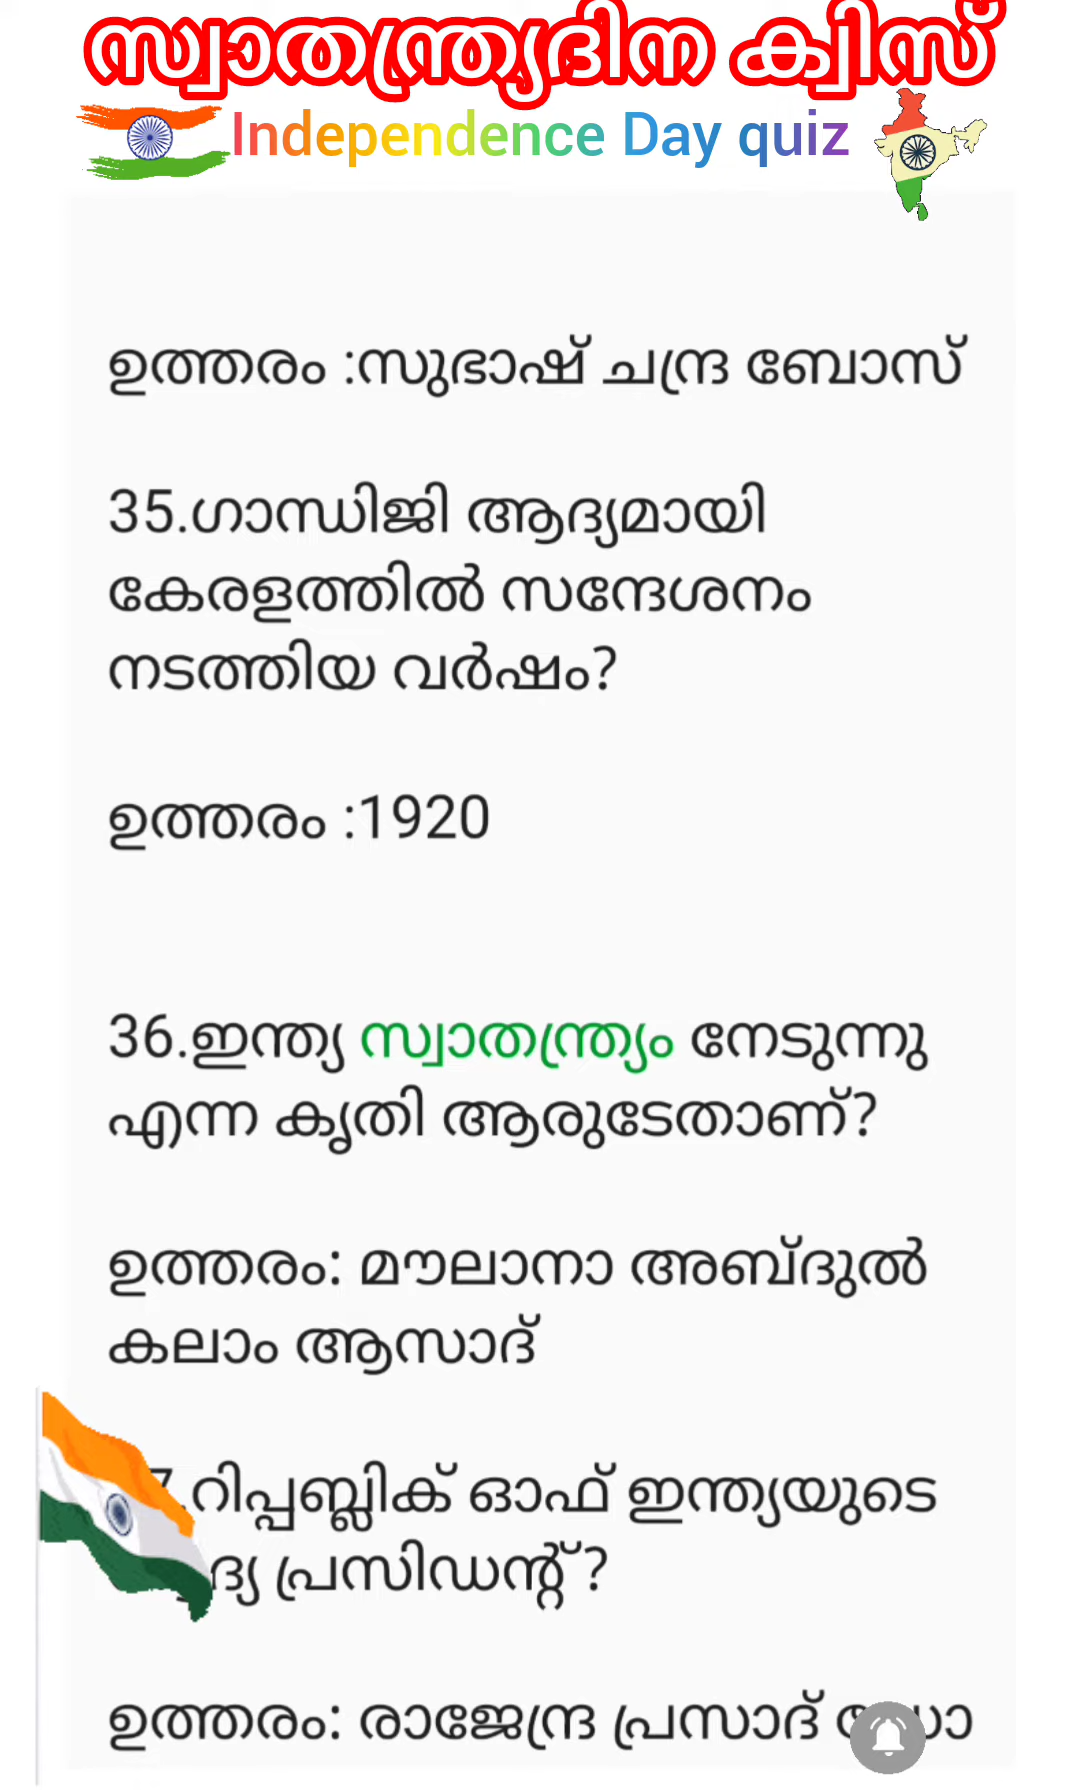 സ്വാതന്ത്ര്യദിന ക്വിസ്
Independence Day quiz
ഉത്തരം :സുഭാഷ് ചന്ദ്ര ബോസ്
35.ഗാന്ധിജി ആദ്യമായി
കേരളത്തിൽ സന്ദേശനം
നടത്തിയ വർഷം?
ഉത്തരം :1920
36.ഇന്ത്യ സ്വാതന്ത്ര്യം നേടുന്നു
എന്ന കൃതി ആരുടേതാണ്?
ഉത്തരം: മൗലാനാ അബ്ദുൽ
കലാം ആസാദ്
7.റിപ്പബ്ലിക് ഓഫ് ഇന്ത്യയുടെ
ദ്യ പ്രസിഡന്റ് ?
ഉത്തരം: രാജേന്ദ്ര പ്രസാദ്